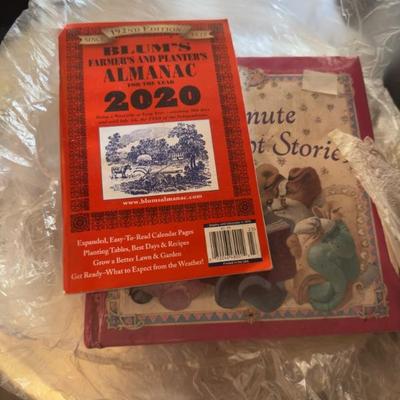 192ND EDITION
SINCE
BLUM'S
FARMER'S AND PLANTER'S
ALMANAC
FOR THE YEAR
2020
www.blumsalmanac.com
Expanded, Easy-To-Read Calendar Pages
Planting Tables, Best Days & Recipes
Grow a Better Lawn & Garden
Get Ready—What to Expect from the Weather!
nute
Stories